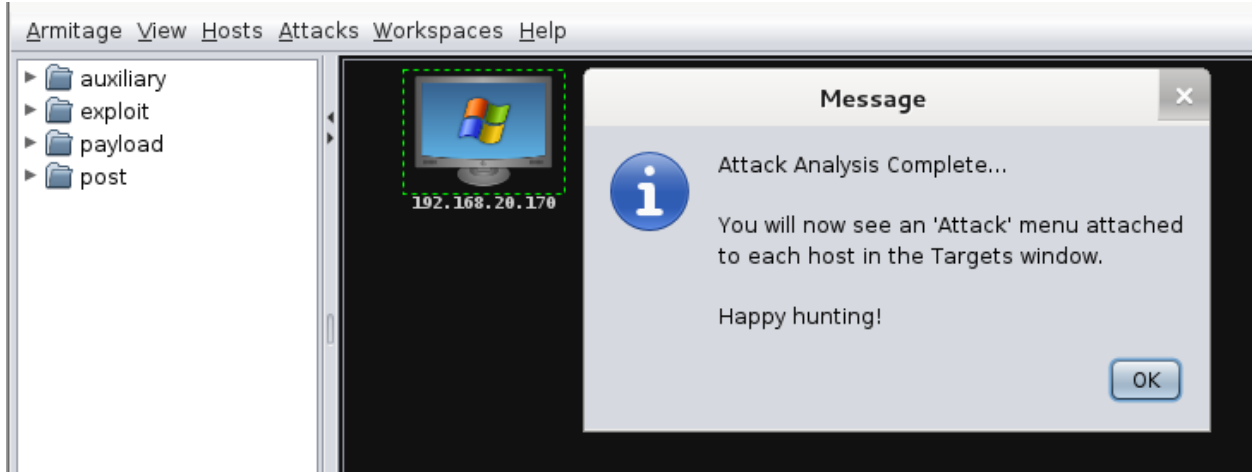 Armitage View Hosts Attacks Workspaces Help
auxiliary
exploit
payload
post
192.168.20.170
Message
Attack Analysis Complete...
You will now see an 'Attack' menu attached
to each host in the Targets window.
Happy hunting!
OK